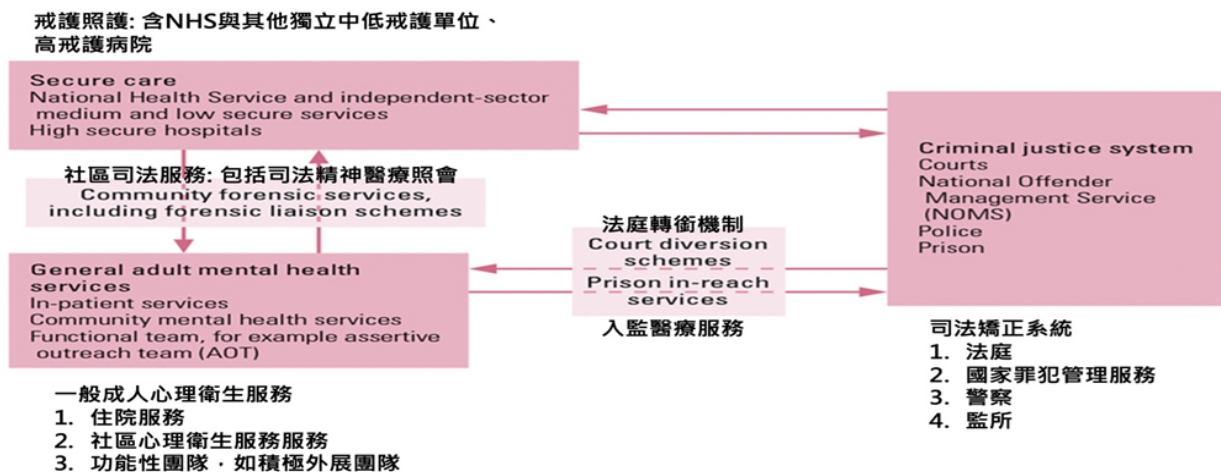 戒護照護: 含NHS與其他獨立中低戒護單位、
高戒護病院
Secure care
National Health Service and independent-sector
medium and low secure services
High secure hospitals
社區司法服務: 包括司法精神醫療照會
Community forensic services,
including forensic liaison schemes
General adult mental health
services
In-patient services
Community mental health services
Functional team, for example assertive
outreach team (AOT)
一般成人心理衛生服務
1. 住院服務
2. 社區心理衛生服務服務
3. 功能性團隊，如積極外展團隊
法庭轉銜機制
Court diversion
schemes
Prison in-reach
services
入監醫療服務
Criminal justice system
Courts
National Offender
Management Service
(NOMS)
Police
Prison
司法矯正系統
1. 法庭
2. 國家罪犯管理服務
3. 警察
4. 監所